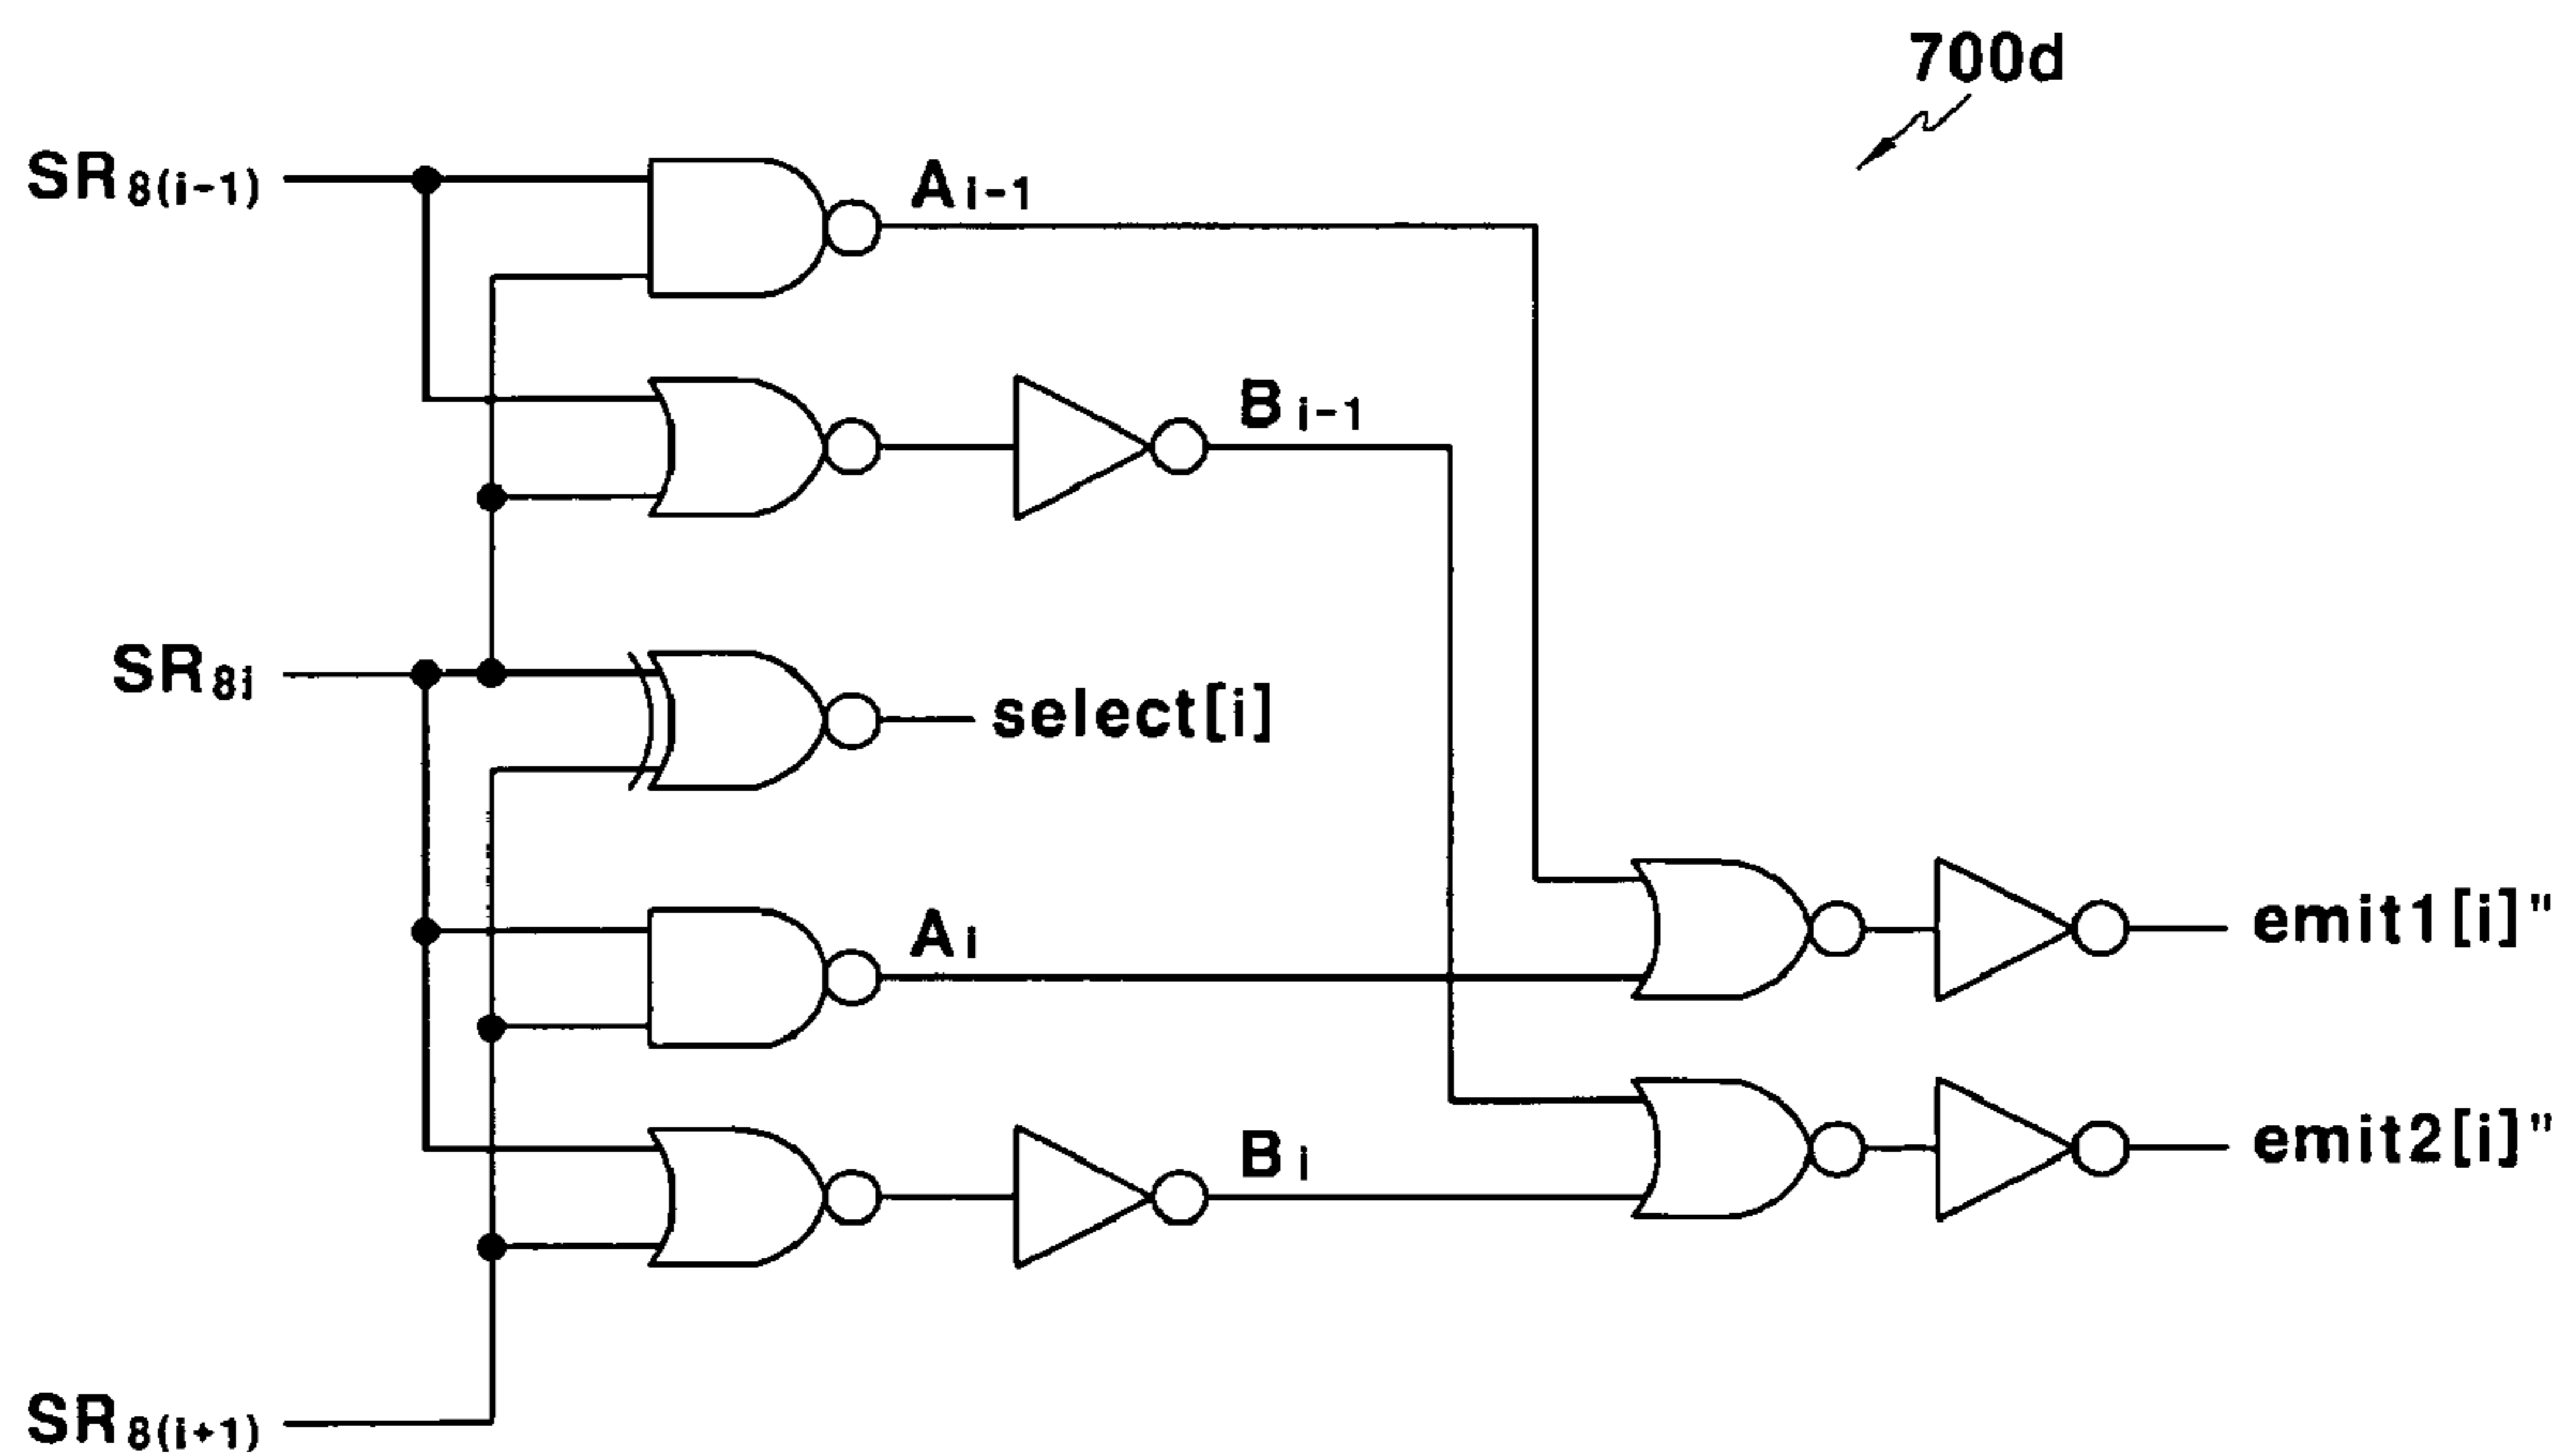 700d
SR8(i-1)
Ai-1
Bi-1
SR8i
select[i]
Ai
emit1[i]"
Bi
emit2[i]"
SR8(i+1)